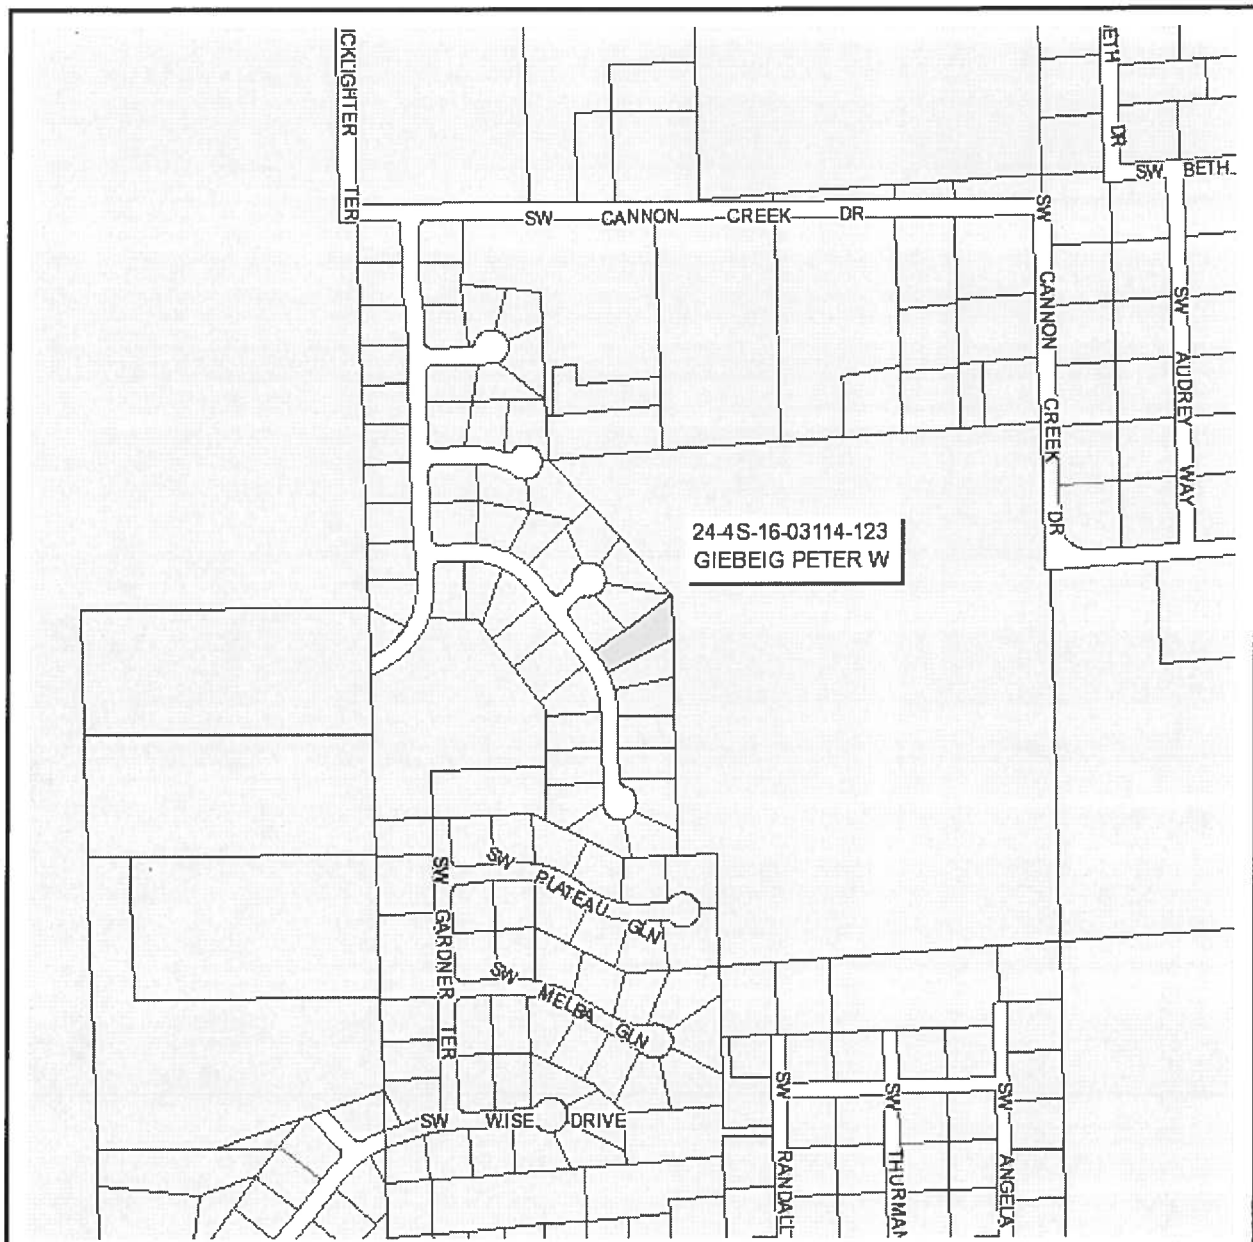 ICKLIGHTER TER
ETH DR
SW BETH
SW CANNON CREEK DR
SW CANNON CREEK DR
SW AUDREY WAY
24-4S-16-03114-123
GIEBEIG PETER W
SW PLATEAU GLN
SW GARDNER TER
SW MELBA GLN
SW WISE DRIVE
SW RANDALL
SW THURMAN
SW ANGELA